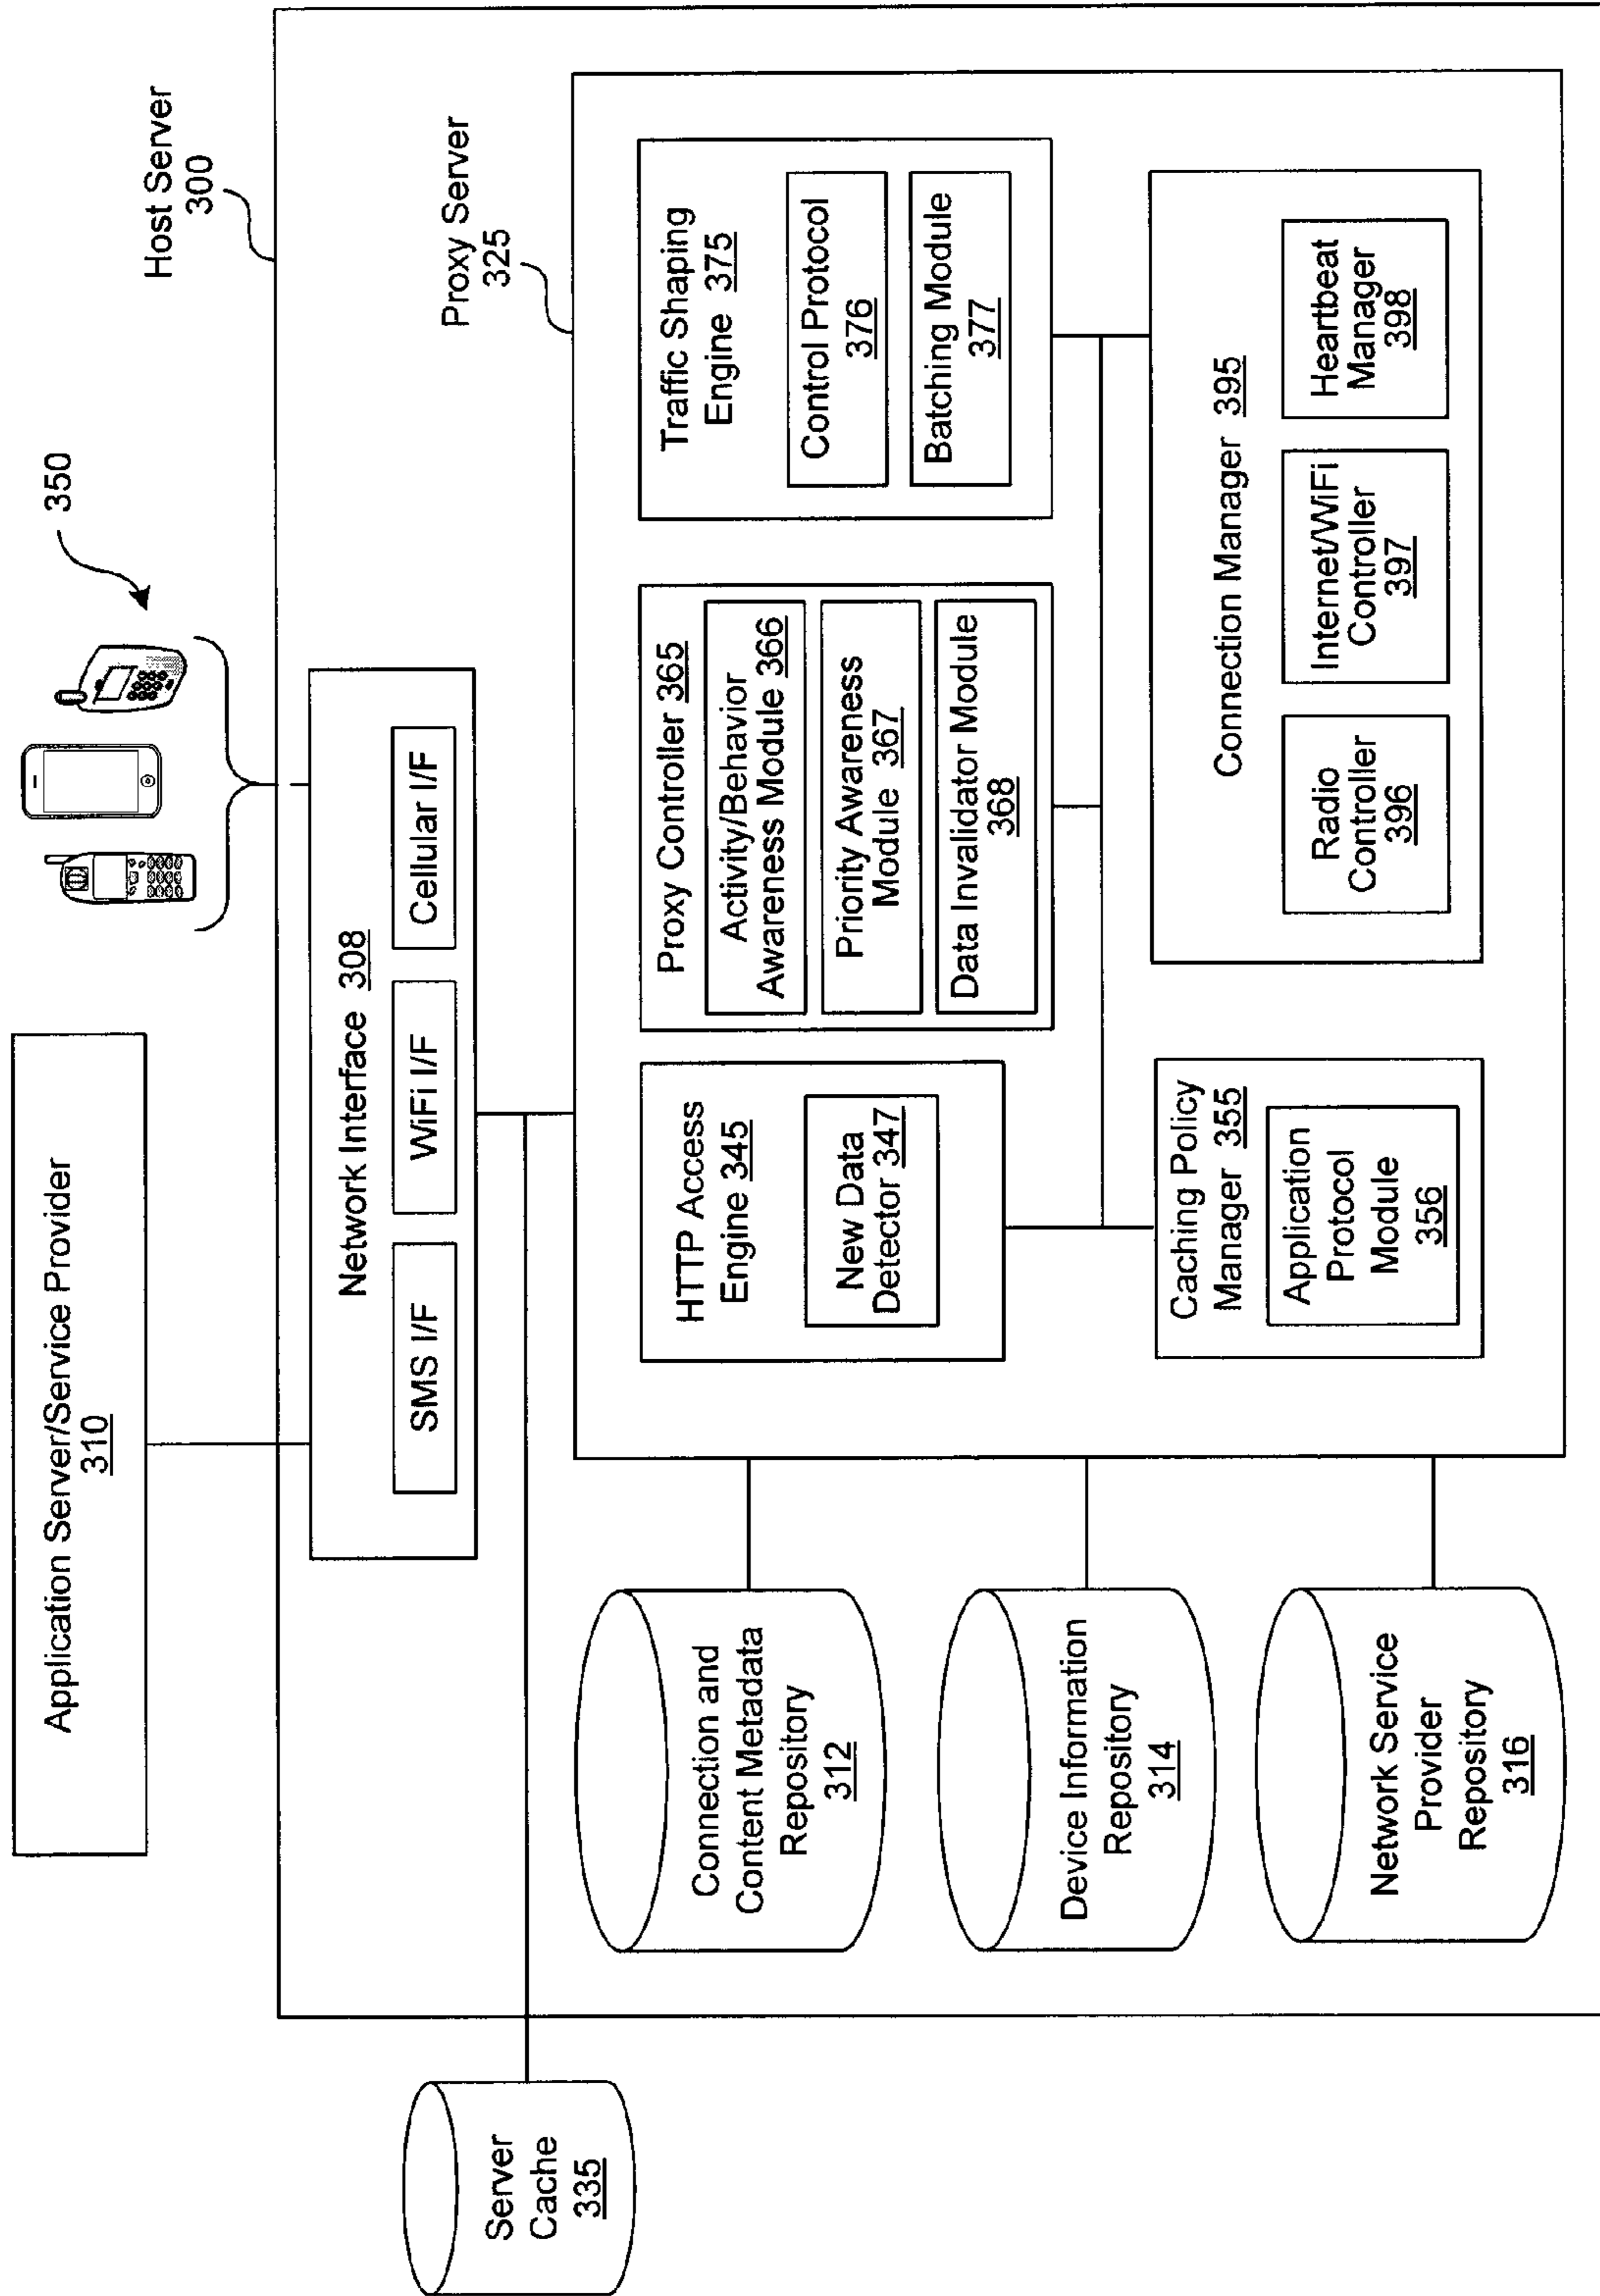 Application Server/Service Provider
310
350
Host Server
300
Network Interface 308
SMS I/F
WiFi I/F
Cellular I/F
Server
Cache
335
Proxy Server
325
Connection and
Content Metadata
Repository
312
Device Information
Repository
314
Network Service
Provider
Repository
316
HTTP Access
Engine 345
New Data
Detector 347
Proxy Controller 365
Activity/Behavior
Awareness Module 366
Priority Awareness
Module 367
Data Invalidator Module
368
Traffic Shaping
Engine 375
Control Protocol
376
Batching Module
377
Caching Policy
Manager 355
Application
Protocol
Module
356
Connection Manager 395
Radio
Controller
396
Internet/WiFi
Controller
397
Heartbeat
Manager
398